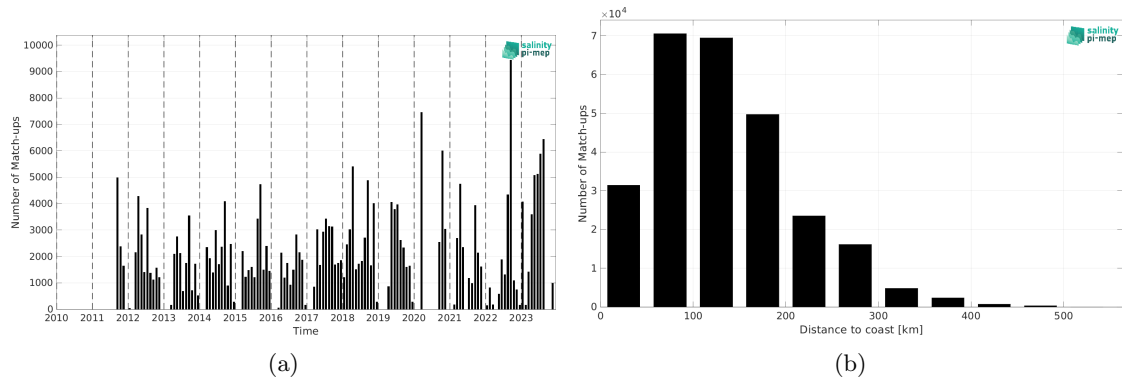 salinity
pi-mep
Number of Match-ups
10000
9000
8000
7000
6000
5000
4000
3000
2000
1000
0
2010 2011 2012 2013 2014 2015 2016 2017 2018 2019 2020 2021 2022 2023
Time
(a)
×10⁴
salinity
pi-mep
Number of Match-ups
7
6
5
4
3
2
1
0
0 100 200 300 400 500
Distance to coast [km]
(b)